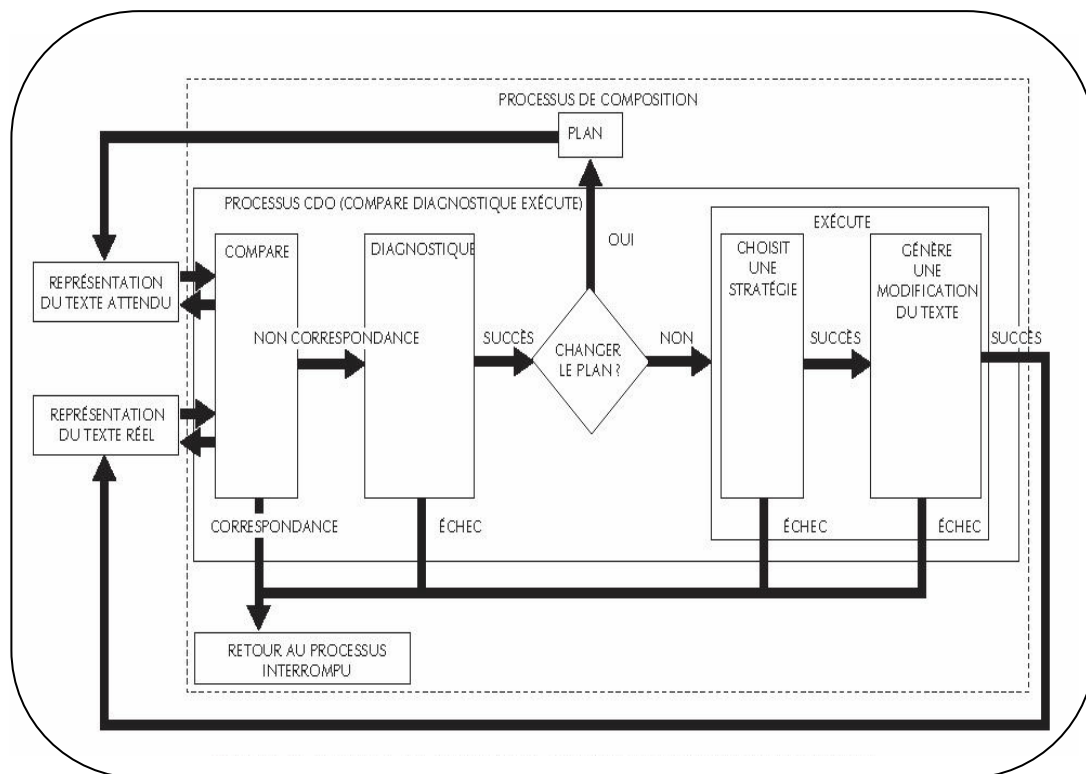 PROCESSUS DE COMPOSITION
PLAN
PROCESSUS CDO (COMPARE DIAGNOSTIQUE EXÉCUTE)
EXÉCUTE
COMPARE
DIAGNOSTIQUE
OUI
CHOISIT
UNE
STRATÉGIE
GÉNÈRE
UNE
MODIFICATION
DU TEXTE
REPRÉSENTATION
DU TEXTE ATTENDU
NON CORRESPONDANCE
SUCCÈS
CHANGER
LE PLAN ?
NON
SUCCÈS
SUCCÈS
REPRÉSENTATION
DU TEXTE RÉEL
CORRESPONDANCE
ÉCHEC
ÉCHEC
ÉCHEC
RETOUR AU PROCESSUS
INTERROMPU